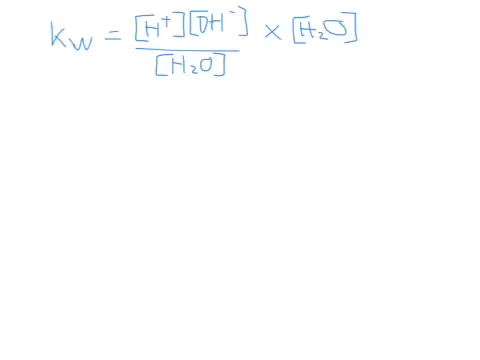 Kw = [H⁺][OH⁻] / [H₂O] × [H₂O]